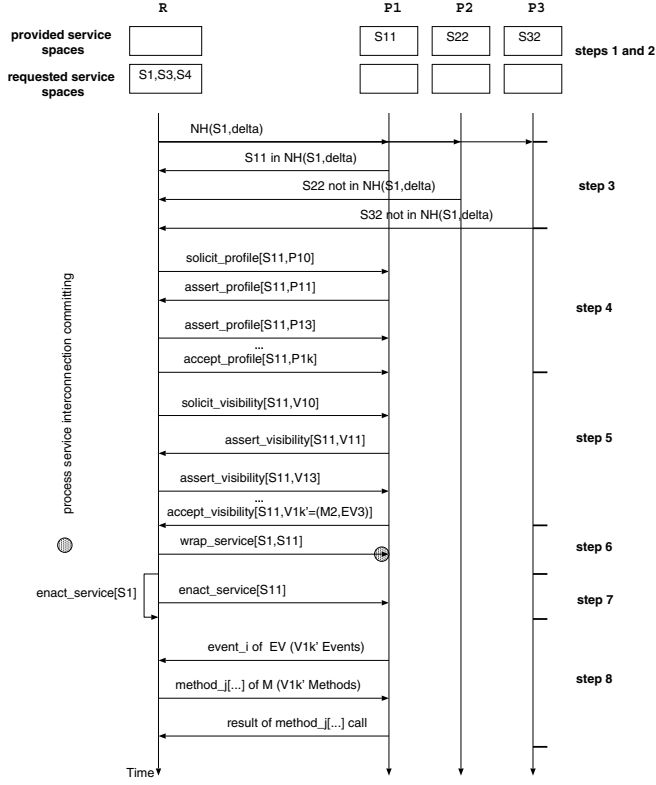 R P1 P2 P3
provided service
spaces
S11 S22 S32
steps 1 and 2
requested service
spaces
S1,S3,S4
NH(S1,delta)
S11 in NH(S1,delta)
S22 not in NH(S1,delta)
step 3
S32 not in NH(S1,delta)
process service interconnection committing
solicit_profile[S11,P10]
assert_profile[S11,P11]
step 4
assert_profile[S11,P13]
...
accept_profile[S11,P1k]
solicit_visibility[S11,V10]
assert_visibility[S11,V11]
step 5
assert_visibility[S11,V13]
...
accept_visibility[S11,V1k'=(M2,EV3)]
wrap_service[S1,S11]
step 6
enact_service[S1]
enact_service[S11]
step 7
event_i of EV (V1k' Events)
method_j[...] of M (V1k' Methods)
step 8
result of method_j[...] call
Time